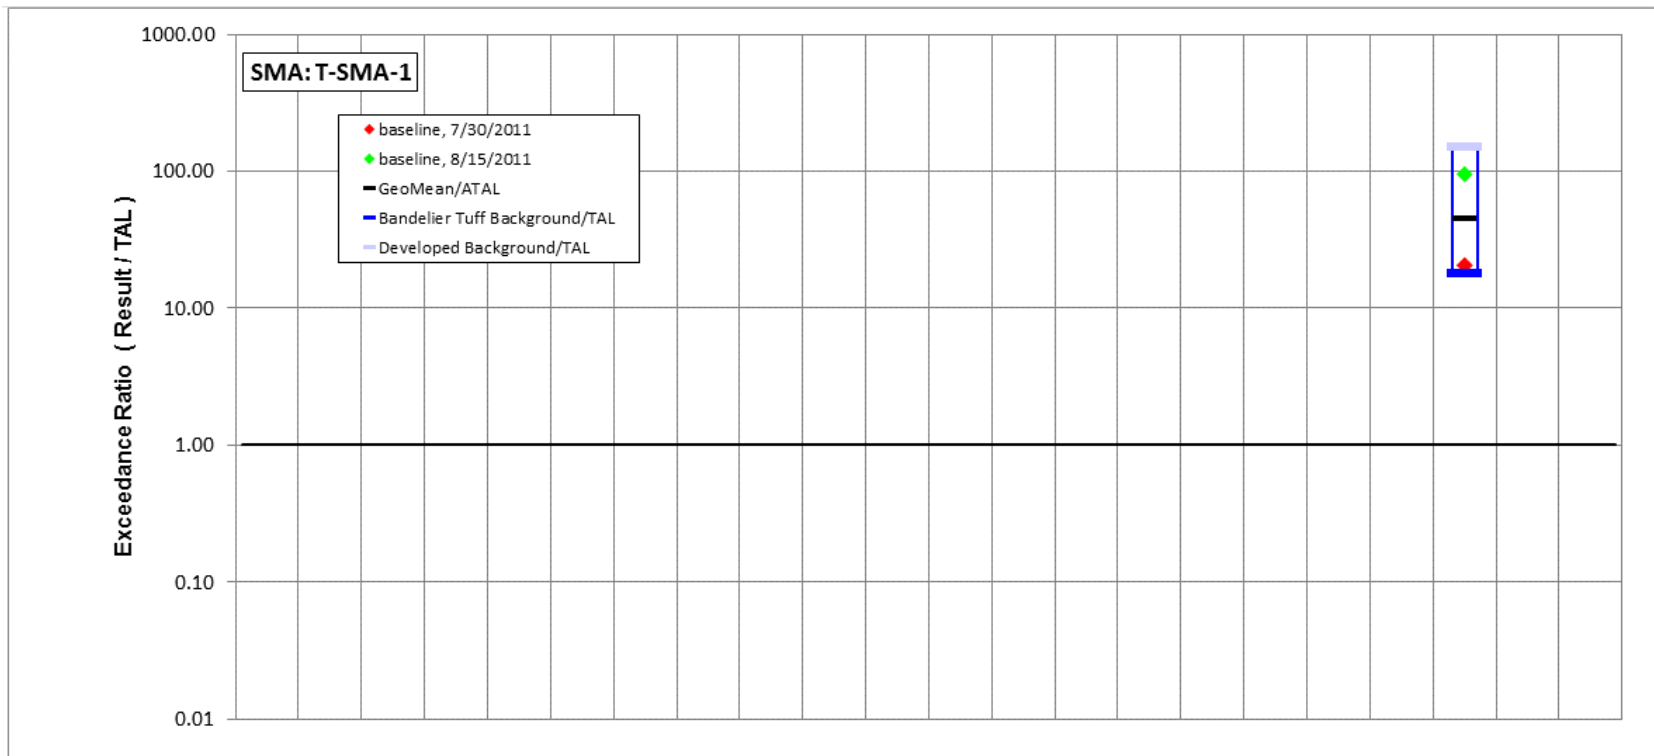 SMA: T-SMA-1
baseline, 7/30/2011
baseline, 8/15/2011
GeoMean/ATAL
Bandelier Tuff Background/TAL
Developed Background/TAL
Exceedance Ratio ( Result / TAL )
1000.00
100.00
10.00
1.00
0.10
0.01